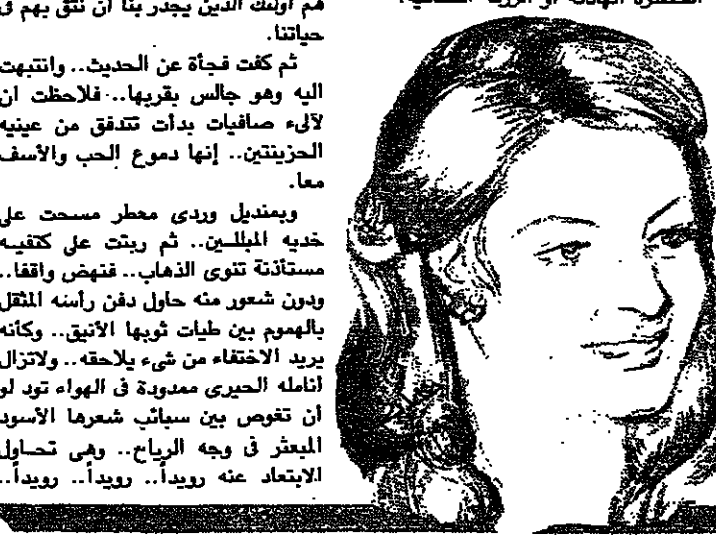 هم أولئك الذين يجدر بنا أن نثق بهم فى
حياتنا.
ثم كفت فجأة عن الحديث.. وانتبهت
اليه وهو جالس بقربها.. فلاحظت ان
لآلىء صافيات بدأت تتدفق من عينيه
الحزينتين.. إنها دموع الحب والأسف
معا.
وبمنديل وردى معطر مسحت على
خديه المبللين.. ثم ربتت على كتفيه
مستأذنة تنوى الذهاب.. فنهض واقفا..
ودون شعور منه حاول دفن رأسه المثقل
بالهموم بين طيات ثوبها الأنيق.. وكأنه
يريد الاختفاء من شىء يلاحقه.. ولاتزال
أنامله الحيرى ممدودة فى الهواء تود لو
أن تغوص بين سبائب شعرها الأسود
المبعثر فى وجه الرياح.. وهى تحاول
الابتعاد عنه رويداً.. رويداً.. رويداً..